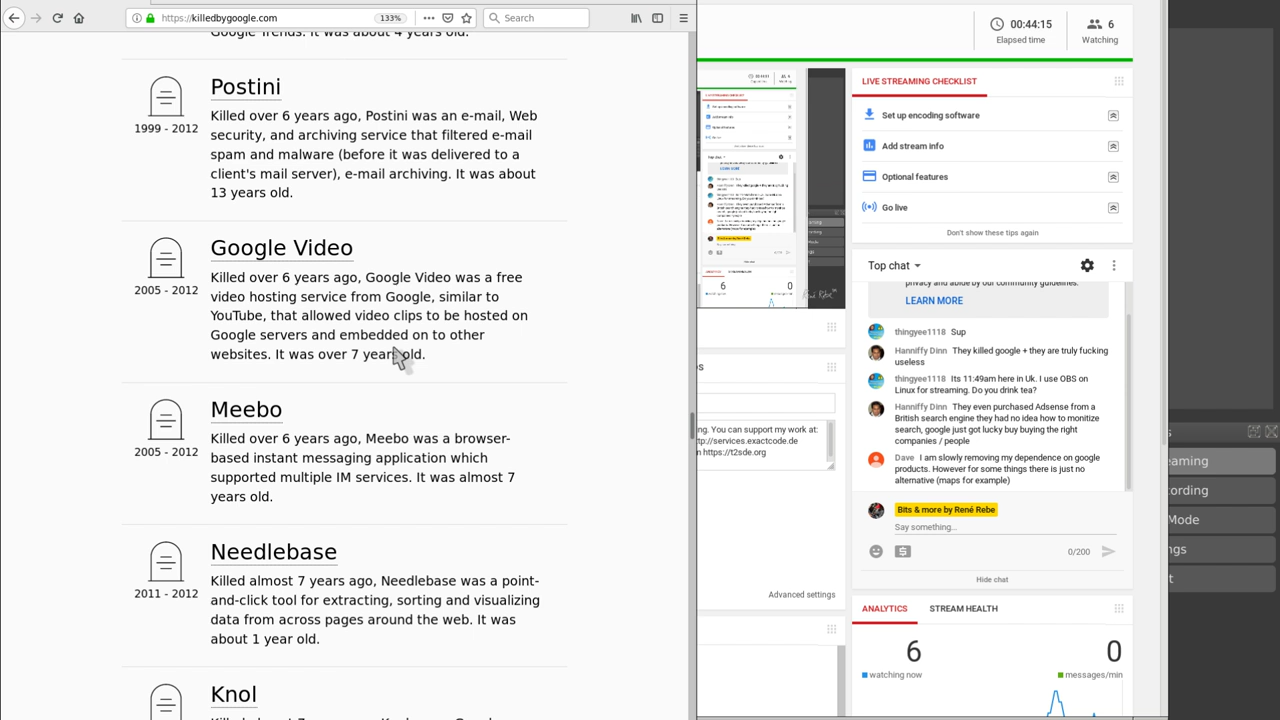 https://killedbygoogle.com
133%
Search
Google Trends. It was about 4 years old.
Postini
1999 - 2012
Killed over 6 years ago, Postini was an e-mail, Web
security, and archiving service that filtered e-mail
spam and malware (before it was delivered to a
client's mail server), e-mail archiving. It was about
13 years old.
Google Video
2005 - 2012
Killed over 6 years ago, Google Video was a free
video hosting service from Google, similar to
YouTube, that allowed video clips to be hosted on
Google servers and embedded on to other
websites. It was over 7 years old.
Meebo
2005 - 2012
Killed over 6 years ago, Meebo was a browser-
based instant messaging application which
supported multiple IM services. It was almost 7
years old.
Needlebase
2011 - 2012
Killed almost 7 years ago, Needlebase was a point-
and-click tool for extracting, sorting and visualizing
data from across pages around the web. It was
about 1 year old.
Knol
00:44:15
Elapsed time
6
Watching
LIVE STREAMING CHECKLIST
Set up encoding software
Add stream info
Optional features
Go live
Don't show these tips again
Top chat
privacy and abide by our community guidelines.
LEARN MORE
thingyee1118 Sup
Hanniffy Dinn They killed google + they are truly fucking
useless
thingyee1118 Its 11:49am here in Uk. I use OBS on
Linux for streaming. Do you drink tea?
Hanniffy Dinn They even purchased Adsense from a
British search engine they had no idea how to monitize
search, google just got lucky buy buying the right
companies / people
Dave I am slowly removing my dependence on google
products. However for some things there is just no
alternative (maps for example)
Bits & more by René Rebe
Say something...
0/200
Hide chat
ANALYTICS
STREAM HEALTH
6
watching now
0
messages/min
ng. You can support my work at:
ttp://services.exactcode.de
n https://t2sde.org
Advanced settings
eaming
cording
Mode
ngs
t